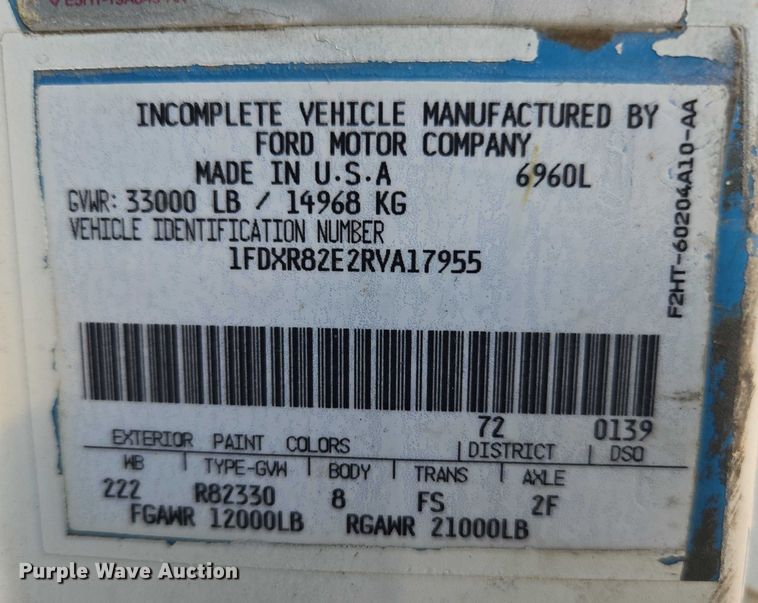 INCOMPLETE VEHICLE MANUFACTURED BY
FORD MOTOR COMPANY
MADE IN U.S.A 6960L
GVWR: 33000 LB / 14968 KG
VEHICLE IDENTIFICATION NUMBER
1FDXR82E2RVA17955
F2HT-60204A10-AA
72 0139
EXTERIOR PAINT COLORS DISTRICT DSO
WB TYPE-GVW BODY TRANS AXLE
222 R82330 8 FS 2F
FGAWR 12000LB RGAWR 21000LB
Purple Wave Auction